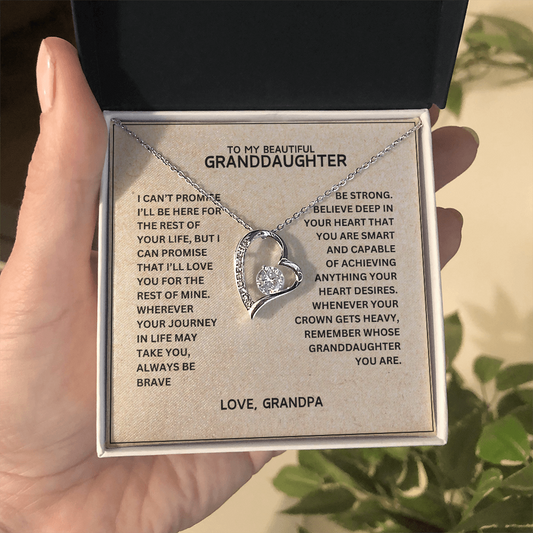 TO MY BEAUTIFUL
GRANDDAUGHTER
I CAN'T PROMISE
I'LL BE HERE FOR
THE REST OF
YOUR LIFE, BUT I
CAN PROMISE
THAT I'LL LOVE
YOU FOR THE
REST OF MINE.
WHEREVER
YOUR JOURNEY
IN LIFE MAY
TAKE YOU,
ALWAYS BE
BRAVE
BE STRONG.
BELIEVE DEEP IN
YOUR HEART THAT
YOU ARE SMART
AND CAPABLE
OF ACHIEVING
ANYTHING YOUR
HEART DESIRES.
WHENEVER YOUR
CROWN GETS HEAVY,
REMEMBER WHOSE
GRANDDAUGHTER
YOU ARE.
LOVE, GRANDPA